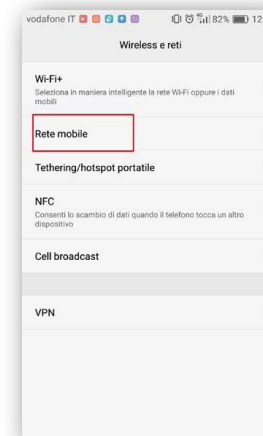 vodafone IT 82% 12
Wireless e reti
Wi-Fi+
Seleziona in maniera intelligente la rete Wi-Fi oppure i dati
mobili
Rete mobile
Tethering/hotspot portatile
NFC
Consenti lo scambio di dati quando il telefono tocca un altro
dispositivo
Cell broadcast
VPN